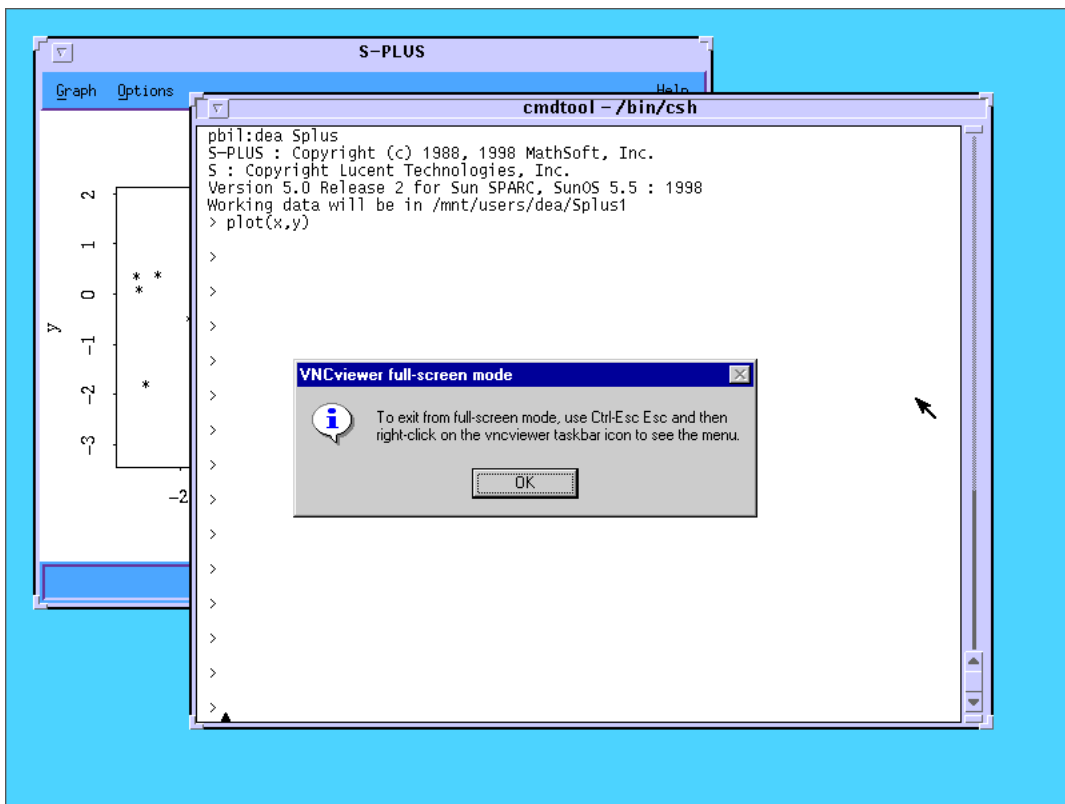 S-PLUS
Graph Options Help
cmdtool – /bin/csh
pbil:dea Splus
S-PLUS : Copyright (c) 1988, 1998 MathSoft, Inc.
S : Copyright Lucent Technologies, Inc.
Version 5.0 Release 2 for Sun SPARC, SunOS 5.5 : 1998
Working data will be in /mnt/users/dea/Splus1
> plot(x,y)
>
>
>
>
>
>
>
>
>
>
>
>
>
>
2
1
0
-1
-2
-3
y
-2
VNCviewer full-screen mode
To exit from full-screen mode, use Ctrl-Esc Esc and then
right-click on the vncviewer taskbar icon to see the menu.
OK